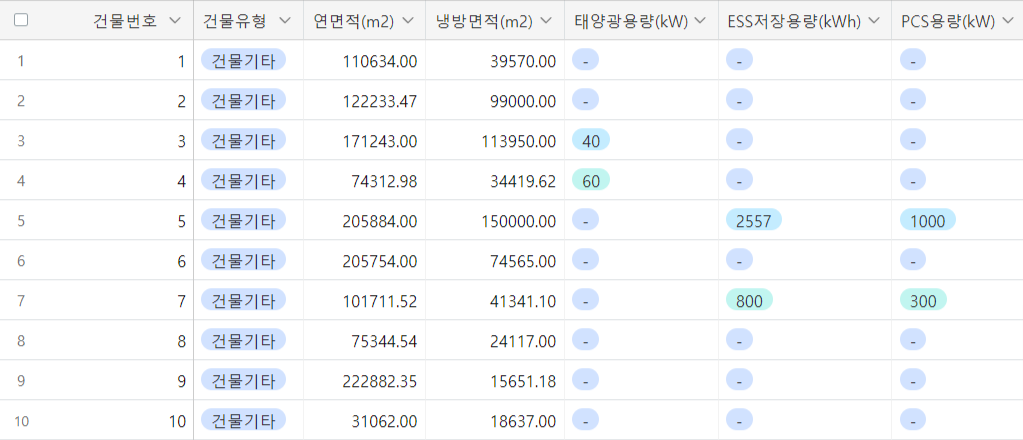 건물번호 건물유형 연면적(m2) 냉방면적(m2) 태양광용량(kW) ESS저장용량(kWh) PCS용량(kW)
1 1 건물기타 110634.00 39570.00 - - -
2 2 건물기타 122233.47 99000.00 - - -
3 3 건물기타 171243.00 113950.00 40 - -
4 4 건물기타 74312.98 34419.62 60 - -
5 5 건물기타 205884.00 150000.00 - 2557 1000
6 6 건물기타 205754.00 74565.00 - - -
7 7 건물기타 101711.52 41341.10 - 800 300
8 8 건물기타 75344.54 24117.00 - - -
9 9 건물기타 222882.35 15651.18 - - -
10 10 건물기타 31062.00 18637.00 - - -